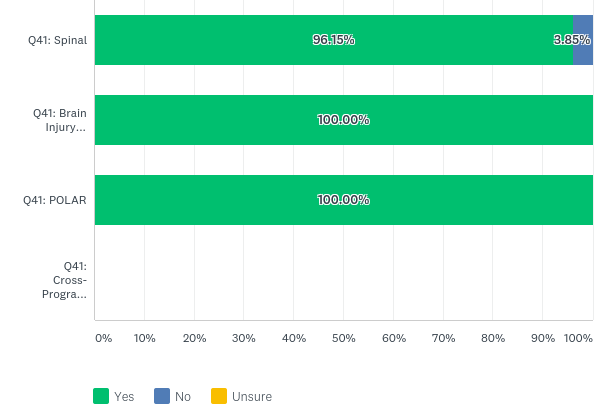 Q41: Spinal
96.15%
3.85%
Q41: Brain
Injury...
100.00%
Q41: POLAR
100.00%
Q41:
Cross-
Progra...
0% 10% 20% 30% 40% 50% 60% 70% 80% 90% 100%
Yes No Unsure